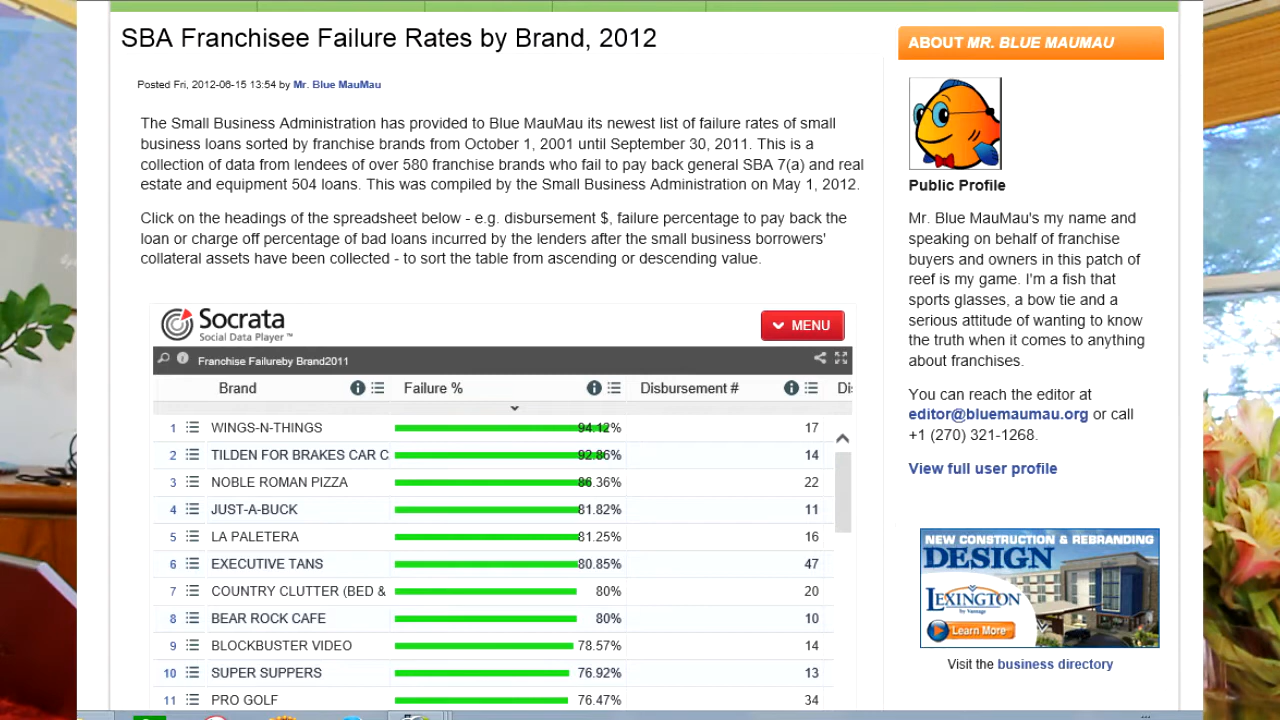 SBA Franchisee Failure Rates by Brand, 2012
Posted Fri, 2012-06-15 13:54 by Mr. Blue MauMau
The Small Business Administration has provided to Blue MauMau its newest list of failure rates of small
business loans sorted by franchise brands from October 1, 2001 until September 30, 2011. This is a
collection of data from lendees of over 580 franchise brands who fail to pay back general SBA 7(a) and real
estate and equipment 504 loans. This was compiled by the Small Business Administration on May 1, 2012.
Click on the headings of the spreadsheet below - e.g. disbursement $, failure percentage to pay back the
loan or charge off percentage of bad loans incurred by the lenders after the small business borrowers'
collateral assets have been collected - to sort the table from ascending or descending value.
Socrata
Social Data Player™
MENU
Franchise Failureby Brand2011
Brand Failure % Disbursement # Di
1 WINGS-N-THINGS 94.12% 17
2 TILDEN FOR BRAKES CAR C 92.86% 14
3 NOBLE ROMAN PIZZA 86.36% 22
4 JUST-A-BUCK 81.82% 11
5 LA PALETERA 81.25% 16
6 EXECUTIVE TANS 80.85% 47
7 COUNTRY CLUTTER (BED & 80% 20
8 BEAR ROCK CAFE 80% 10
9 BLOCKBUSTER VIDEO 78.57% 14
10 SUPER SUPPERS 76.92% 13
11 PRO GOLF 76.47% 34
ABOUT MR. BLUE MAUMAU
Public Profile
Mr. Blue MauMau's my name and
speaking on behalf of franchise
buyers and owners in this patch of
reef is my game. I'm a fish that
sports glasses, a bow tie and a
serious attitude of wanting to know
the truth when it comes to anything
about franchises.
You can reach the editor at
editor@bluemaumau.org or call
+1 (270) 321-1268.
View full user profile
NEW CONSTRUCTION & REBRANDING
DESIGN
LEXINGTON
by Vantage
Learn More
Visit the business directory